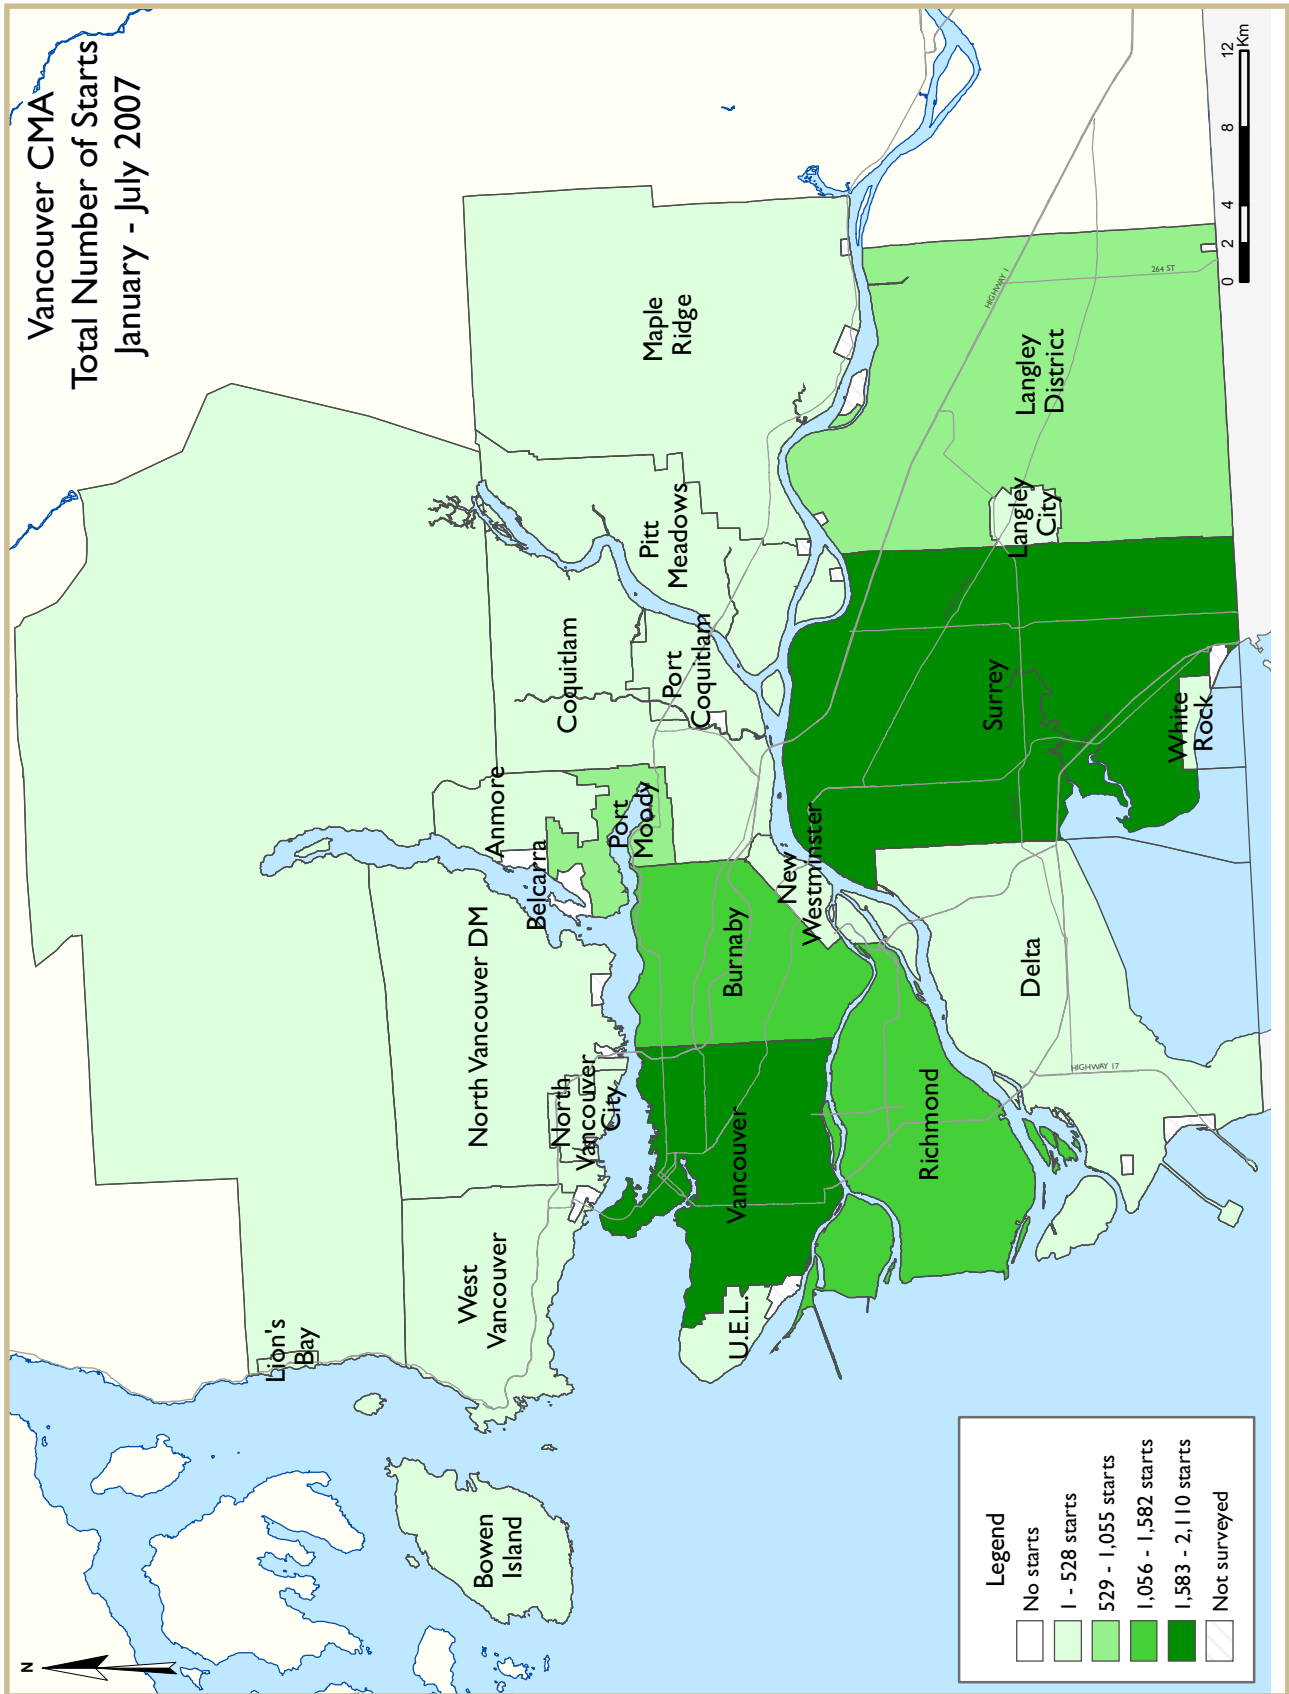 Vancouver CMA
Total Number of Starts
January - July 2007
N
Lion's
Bay
Bowen
Island
West
Vancouver
North Vancouver DM
North
Vancouver
City
Belcarra
Anmore
Port
Moody
Coquitlam
Port
Coquitlam
Pitt
Meadows
Maple
Ridge
U.E.L.
Vancouver
Burnaby
New
Westminster
Richmond
Delta
HIGHWAY 17
Surrey
White
Rock
Langley
City
Langley
District
HIGHWAY 1
264 ST
Legend
No starts
1 - 528 starts
529 - 1,055 starts
1,056 - 1,582 starts
1,583 - 2,110 starts
Not surveyed
0 2 4 8 12
Km